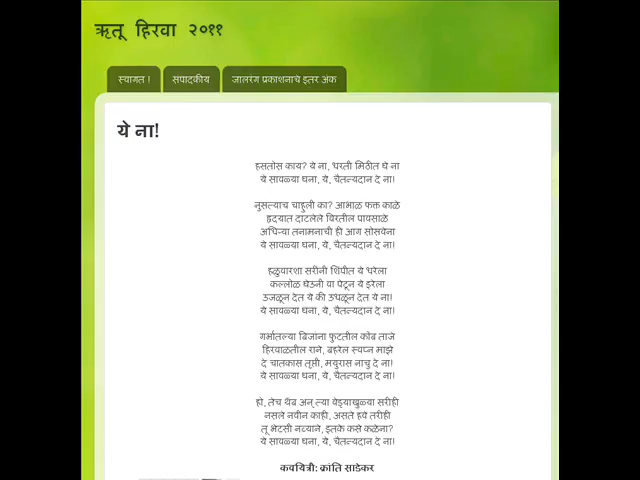 ऋतू हिरवा २०११
स्वागत !
संपादकीय
जालरंग प्रकाशनाचे इतर अंक
ये ना!
हसतोस काय? ये ना, धरती मिठीत घे ना
ये सावळ्या घना, ये, चैतन्यदान दे ना!
नुसत्याच चाहुली का? आभाळ फक्त काळे
हृदयात दाटलेले विरतील पावसाळे
अधिर्‍या तनामनाची ही आग सोसवेना
ये सावळ्या घना, ये, चैतन्यदान दे ना!
हळुवारशा सरींनी शिंपीत ये धरेला
कल्लोळ घेऊनी या पेटून ये इरेला
उजळून देत ये की उधळून देत ये ना!
ये सावळ्या घना, ये, चैतन्यदान दे ना!
गर्भातल्या बिजांना फुटतील कोंब ताजे
हिरवाळतील राने, बहरेल स्वप्न माझे
दे चातकास तृप्ती, मयुरास नाचु दे ना!
ये सावळ्या घना, ये, चैतन्यदान दे ना!
हो, तेच थेंब अन् त्या वेड्याखुळ्या सरीही
नसले नवीन काही, असते हवे तरीही
तू भेटसी नव्याने, इतके कसे कळेना?
ये सावळ्या घना, ये, चैतन्यदान दे ना!
कवयित्री: क्रांति साडेकर